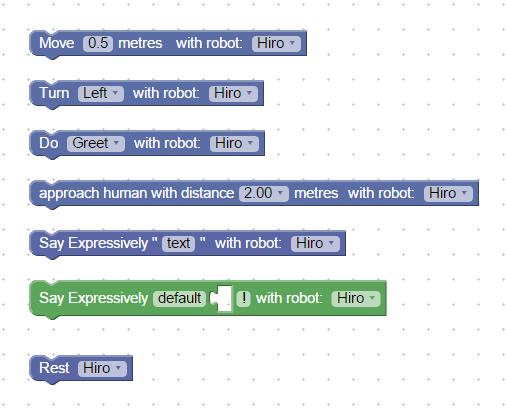 Move 0.5 metres with robot: Hiro
Turn Left with robot: Hiro
Do Greet with robot: Hiro
approach human with distance 2.00 metres with robot: Hiro
Say Expressively " text " with robot: Hiro
Say Expressively default ! with robot: Hiro
Rest Hiro